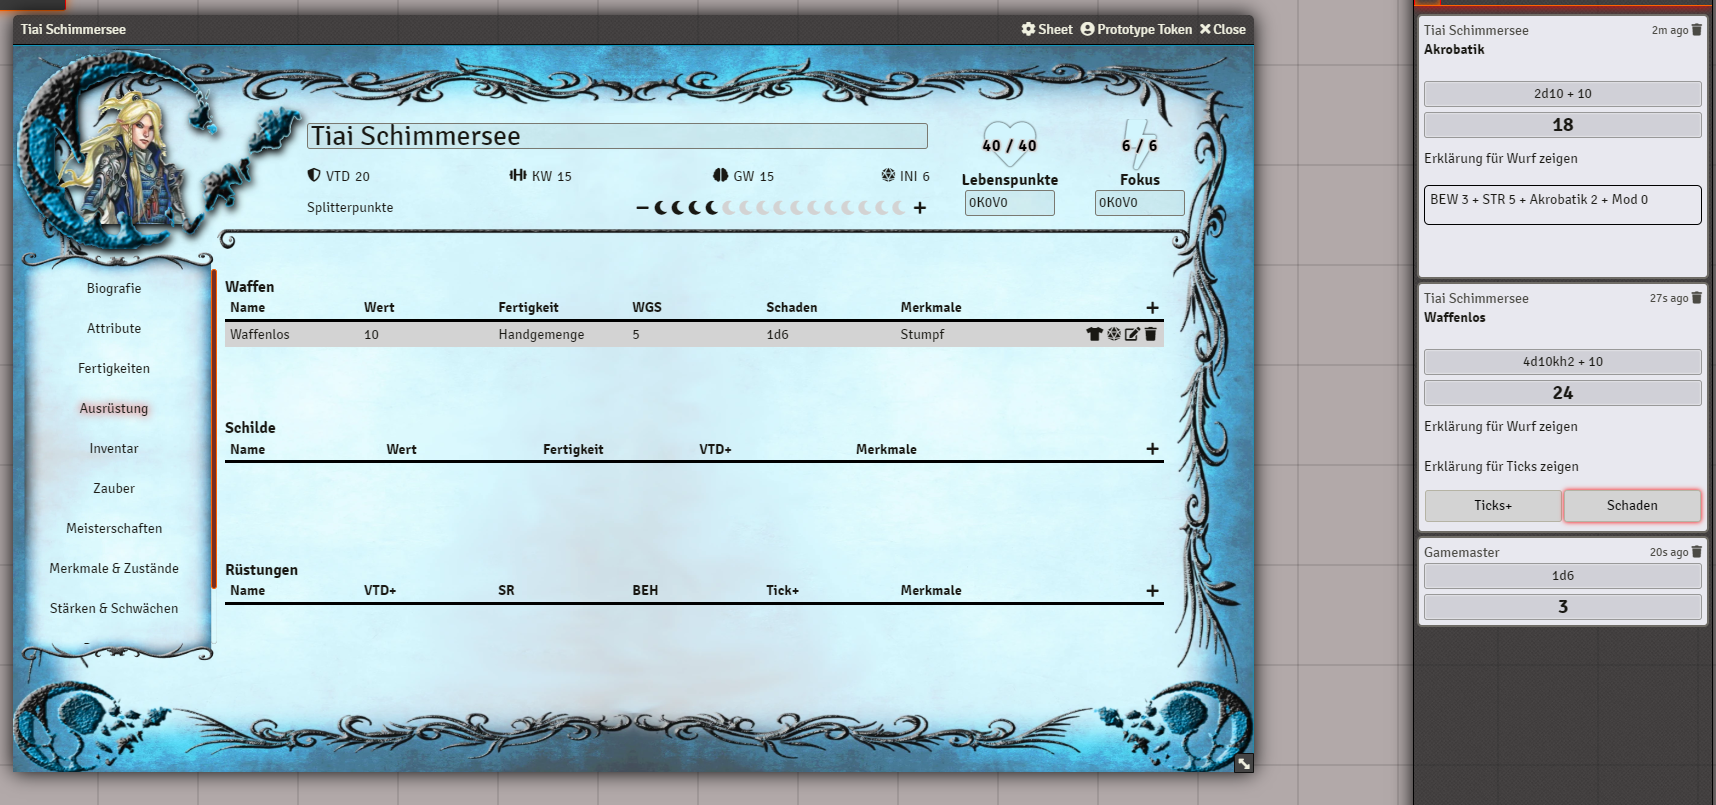 Tiai Schimmersee
Sheet Prototype Token Close
Tiai Schimmersee
40 / 40
6 / 6
VTD 20 KW 15 GW 15 INI 6
Lebenspunkte
Fokus
Splitterpunkte
0K0V0
0K0V0
Biografie
Attribute
Fertigkeiten
Ausrüstung
Inventar
Zauber
Meisterschaften
Merkmale & Zustände
Stärken & Schwächen
Waffen
Name Wert Fertigkeit WGS Schaden Merkmale
Waffenlos 10 Handgemenge 5 1d6 Stumpf
Schilde
Name Wert Fertigkeit VTD+ Merkmale
Rüstungen
Name VTD+ SR BEH Tick+ Merkmale
Tiai Schimmersee 2m ago
Akrobatik
2d10 + 10
18
Erklärung für Wurf zeigen
BEW 3 + STR 5 + Akrobatik 2 + Mod 0
Tiai Schimmersee 27s ago
Waffenlos
4d10kh2 + 10
24
Erklärung für Wurf zeigen
Erklärung für Ticks zeigen
Ticks+ Schaden
Gamemaster 20s ago
1d6
3